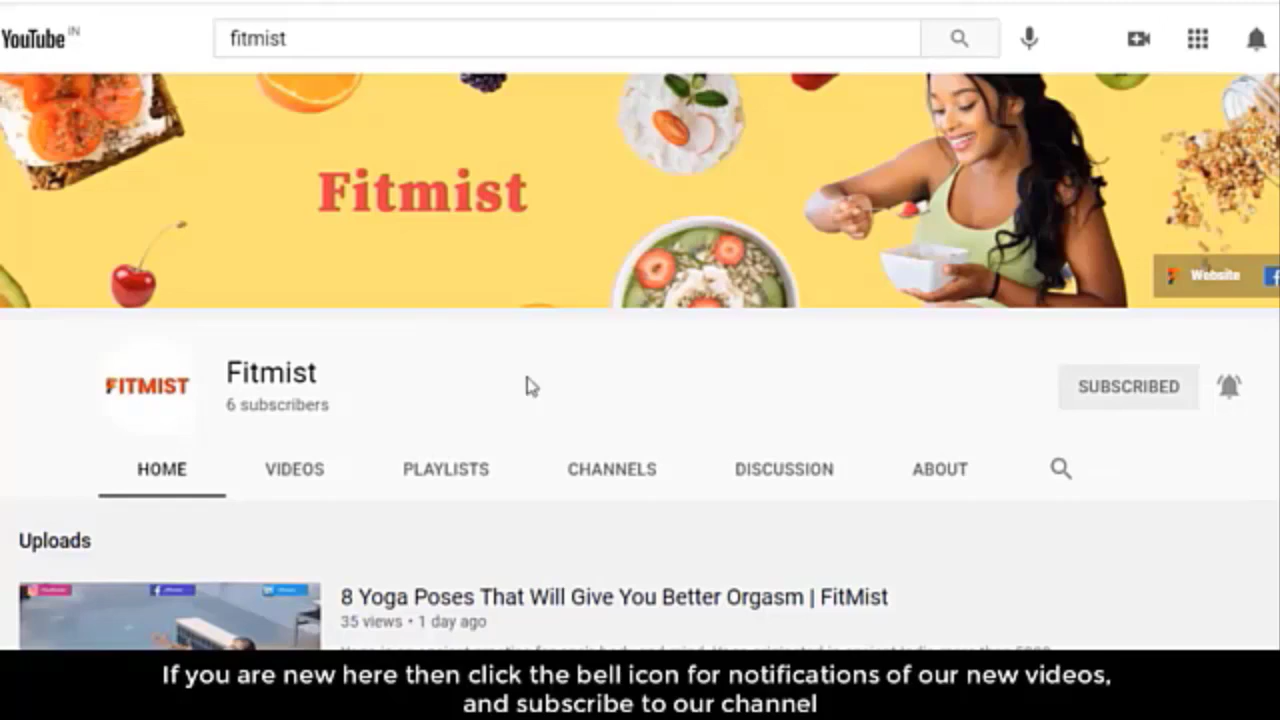 YouTube IN
fitmist
Fitmist
Website
FITMIST
Fitmist
6 subscribers
SUBSCRIBED
HOME VIDEOS PLAYLISTS CHANNELS DISCUSSION ABOUT
Uploads
8 Yoga Poses That Will Give You Better Orgasm | FitMist
35 views • 1 day ago
If you are new here then click the bell icon for notifications of our new videos,
and subscribe to our channel